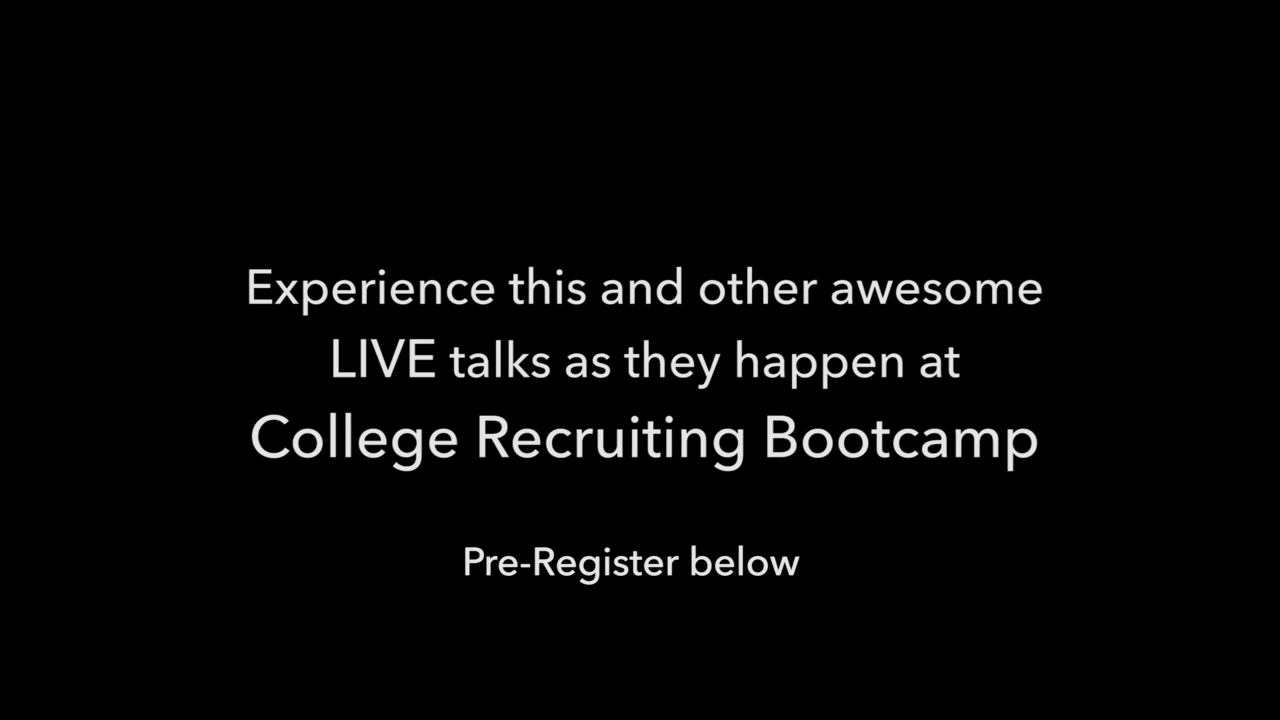 Experience this and other awesome
LIVE talks as they happen at
College Recruiting Bootcamp
Pre-Register below